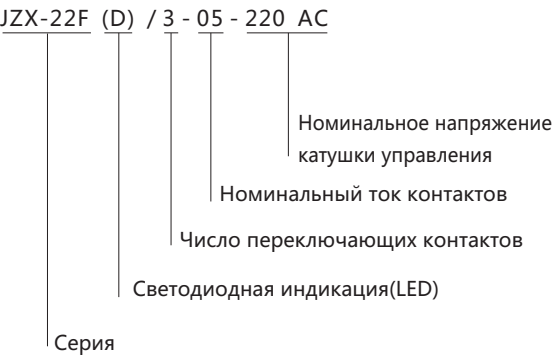 JZX-22F (D) / 3 - 05 - 220 AC
Номинальное напряжение
катушки управления
Номинальный ток контактов
Число переключающих контактов
Светодиодная индикация(LED)
Серия